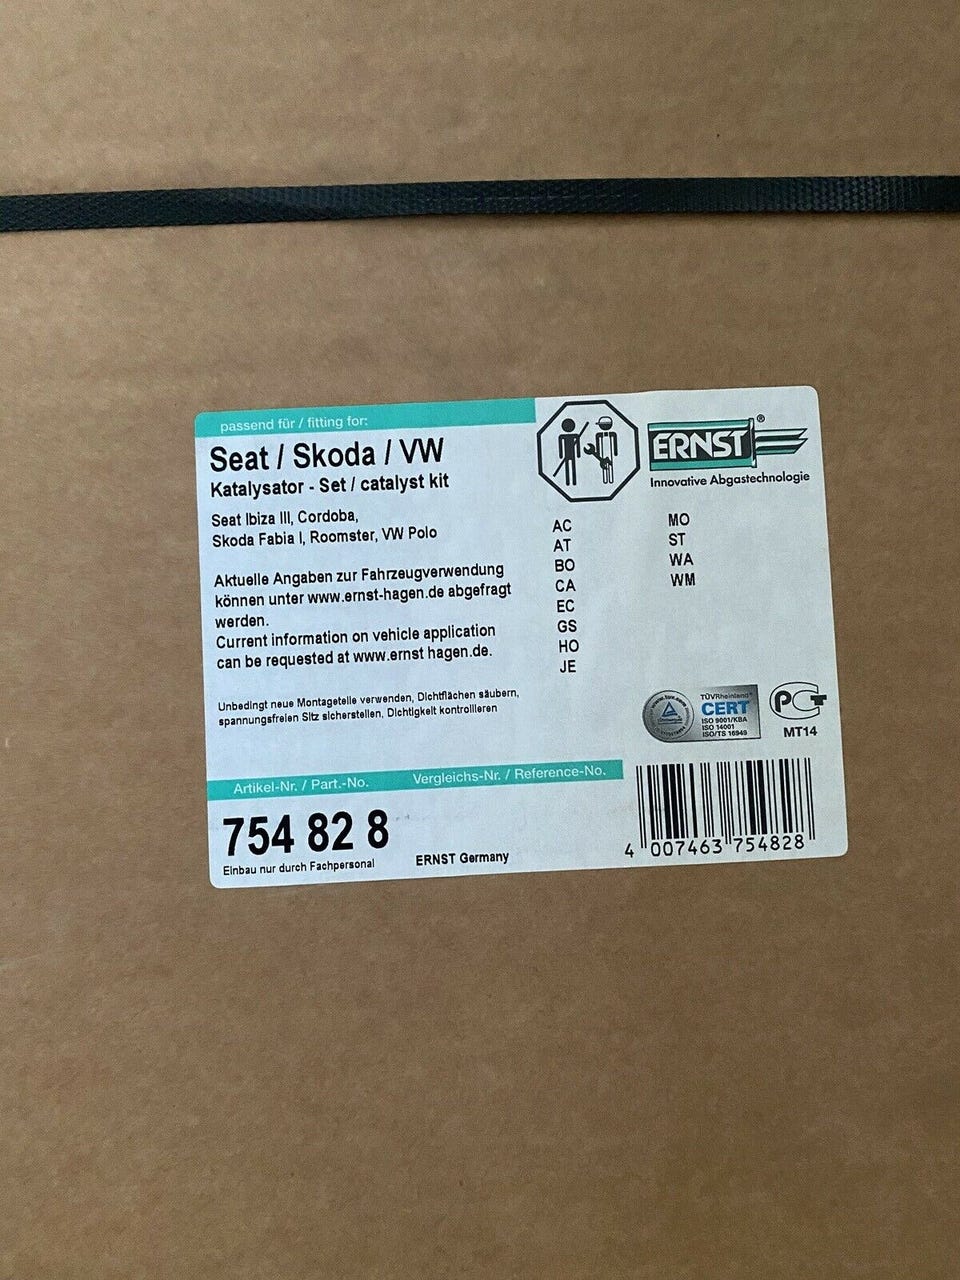 passend für / fitting for:
Seat / Skoda / VW
Katalysator - Set / catalyst kit
Seat Ibiza III, Cordoba,
Skoda Fabia I, Roomster, VW Polo
Aktuelle Angaben zur Fahrzeugverwendung
können unter www.ernst-hagen.de abgefragt
werden.
Current information on vehicle application
can be requested at www.ernst hagen.de.
Unbedingt neue Montageteile verwenden, Dichtflächen säubern,
spannungsfreien Sitz sicherstellen, Dichtigkeit kontrollieren
ERNST®
Innovative Abgastechnologie
AC
AT
BO
CA
EC
GS
HO
JE
MO
ST
WA
WM
www.tuv.com
TÜVRheinland
CERT
ISO 9001/KBA
ISO 14001
ISO/TS 16949
PCT
MT14
Artikel-Nr. / Part.-No.
Vergleichs-Nr. / Reference-No.
754 82 8
Einbau nur durch Fachpersonal
ERNST Germany
4 007463 754828